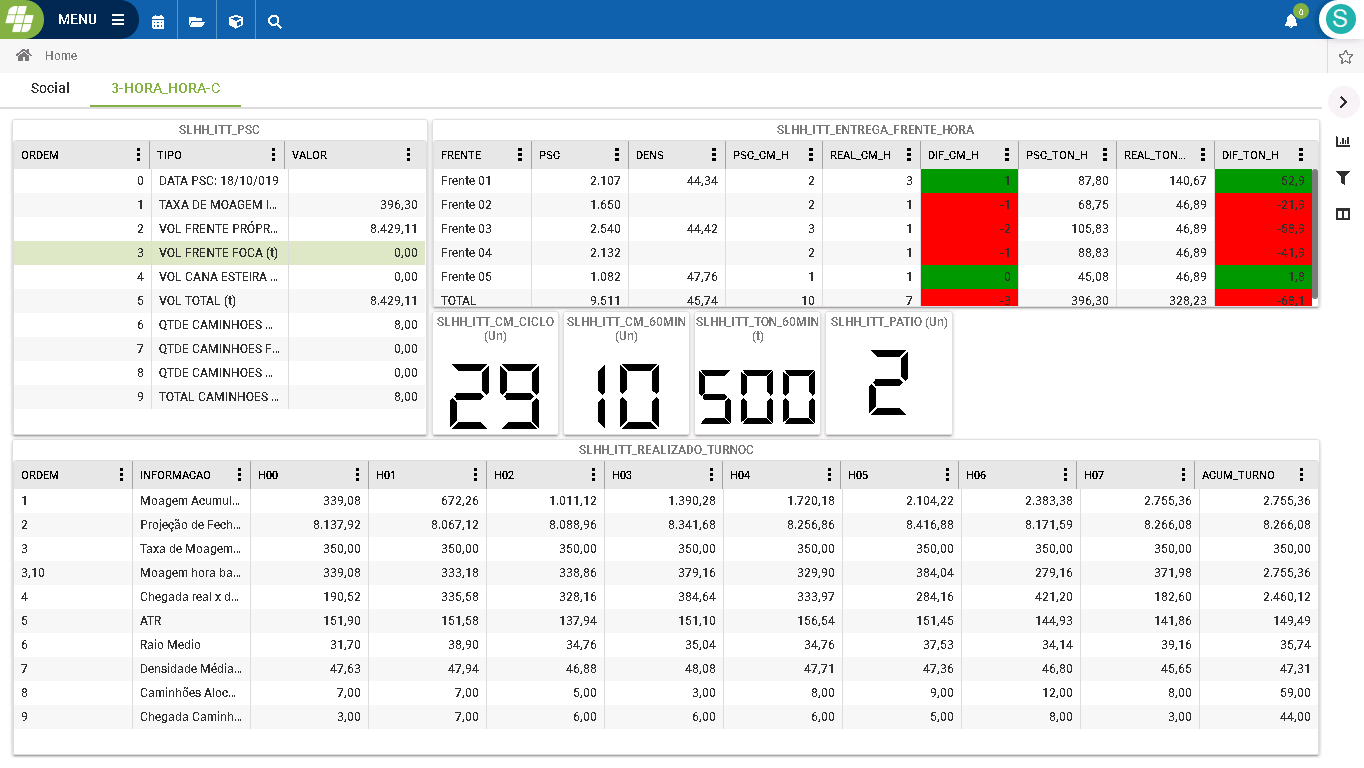 MENU
0
S
Home
Social 3-HORA_HORA-C
SLHH_ITT_PSC
ORDEM TIPO VALOR
0 DATA PSC: 18/10/019
1 TAXA DE MOAGEM I... 396,30
2 VOL FRENTE PRÓPR... 8.429,11
3 VOL FRENTE FOCA (t) 0,00
4 VOL CANA ESTEIRA ... 0,00
5 VOL TOTAL (t) 8.429,11
6 QTDE CAMINHOES ... 8,00
7 QTDE CAMINHOES F... 0,00
8 QTDE CAMINHOES ... 0,00
9 TOTAL CAMINHOES ... 8,00
SLHH_ITT_ENTREGA_FRENTE_HORA
FRENTE PSC DENS PSC_CM_H REAL_CM_H DIF_CM_H PSC_TON_H REAL_TON... DIF_TON_H
Frente 01 2.107 44,34 2 3 1 87,80 140,67 52,9
Frente 02 1.650 2 1 -1 68,75 46,89 -21,9
Frente 03 2.540 44,42 3 1 -2 105,83 46,89 -58,9
Frente 04 2.132 2 1 -1 88,83 46,89 -41,9
Frente 05 1.082 47,76 1 1 0 45,08 46,89 1,8
TOTAL 9.511 45,74 10 7 -3 396,30 328,23 -68,1
SLHH_ITT_CM_CICLO
(Un)
29
SLHH_ITT_CM_60MIN
(Un)
10
SLHH_ITT_TON_60MIN
(t)
500
SLHH_ITT_PATIO (Un)
2
SLHH_ITT_REALIZADO_TURNOC
ORDEM INFORMACAO H00 H01 H02 H03 H04 H05 H06 H07 ACUM_TURNO
1 Moagem Acumul... 339,08 672,26 1.011,12 1.390,28 1.720,18 2.104,22 2.383,38 2.755,36 2.755,36
2 Projeção de Fech... 8.137,92 8.067,12 8.088,96 8.341,68 8.256,86 8.416,88 8.171,59 8.266,08 8.266,08
3 Taxa de Moagem... 350,00 350,00 350,00 350,00 350,00 350,00 350,00 350,00 350,00
3,10 Moagem hora ba... 339,08 333,18 338,86 379,16 329,90 384,04 279,16 371,98 2.755,36
4 Chegada real x d... 190,52 335,58 328,16 384,64 333,97 284,16 421,20 182,60 2.460,12
5 ATR 151,90 151,58 137,94 151,10 156,54 151,45 144,93 141,86 149,49
6 Raio Medio 31,70 38,90 34,76 35,04 34,76 37,53 34,14 39,16 35,74
7 Densidade Média... 47,63 47,94 46,88 48,08 47,71 47,36 46,80 45,65 47,31
8 Caminhões Aloc... 7,00 7,00 5,00 3,00 8,00 9,00 12,00 8,00 59,00
9 Chegada Caminh... 3,00 7,00 6,00 6,00 6,00 5,00 8,00 3,00 44,00